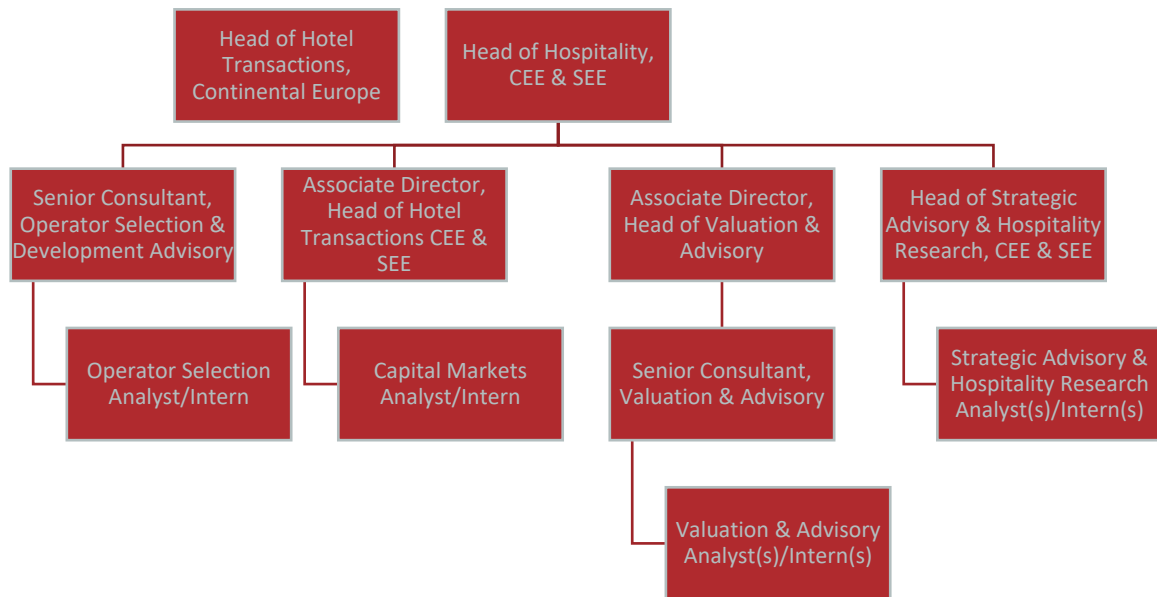 Head of Hotel
Transactions,
Continental Europe
Head of Hospitality,
CEE & SEE
Senior Consultant,
Operator Selection &
Development Advisory
Associate Director,
Head of Hotel
Transactions CEE &
SEE
Associate Director,
Head of Valuation &
Advisory
Head of Strategic
Advisory & Hospitality
Research, CEE & SEE
Operator Selection
Analyst/Intern
Capital Markets
Analyst/Intern
Senior Consultant,
Valuation & Advisory
Strategic Advisory &
Hospitality Research
Analyst(s)/Intern(s)
Valuation & Advisory
Analyst(s)/Intern(s)